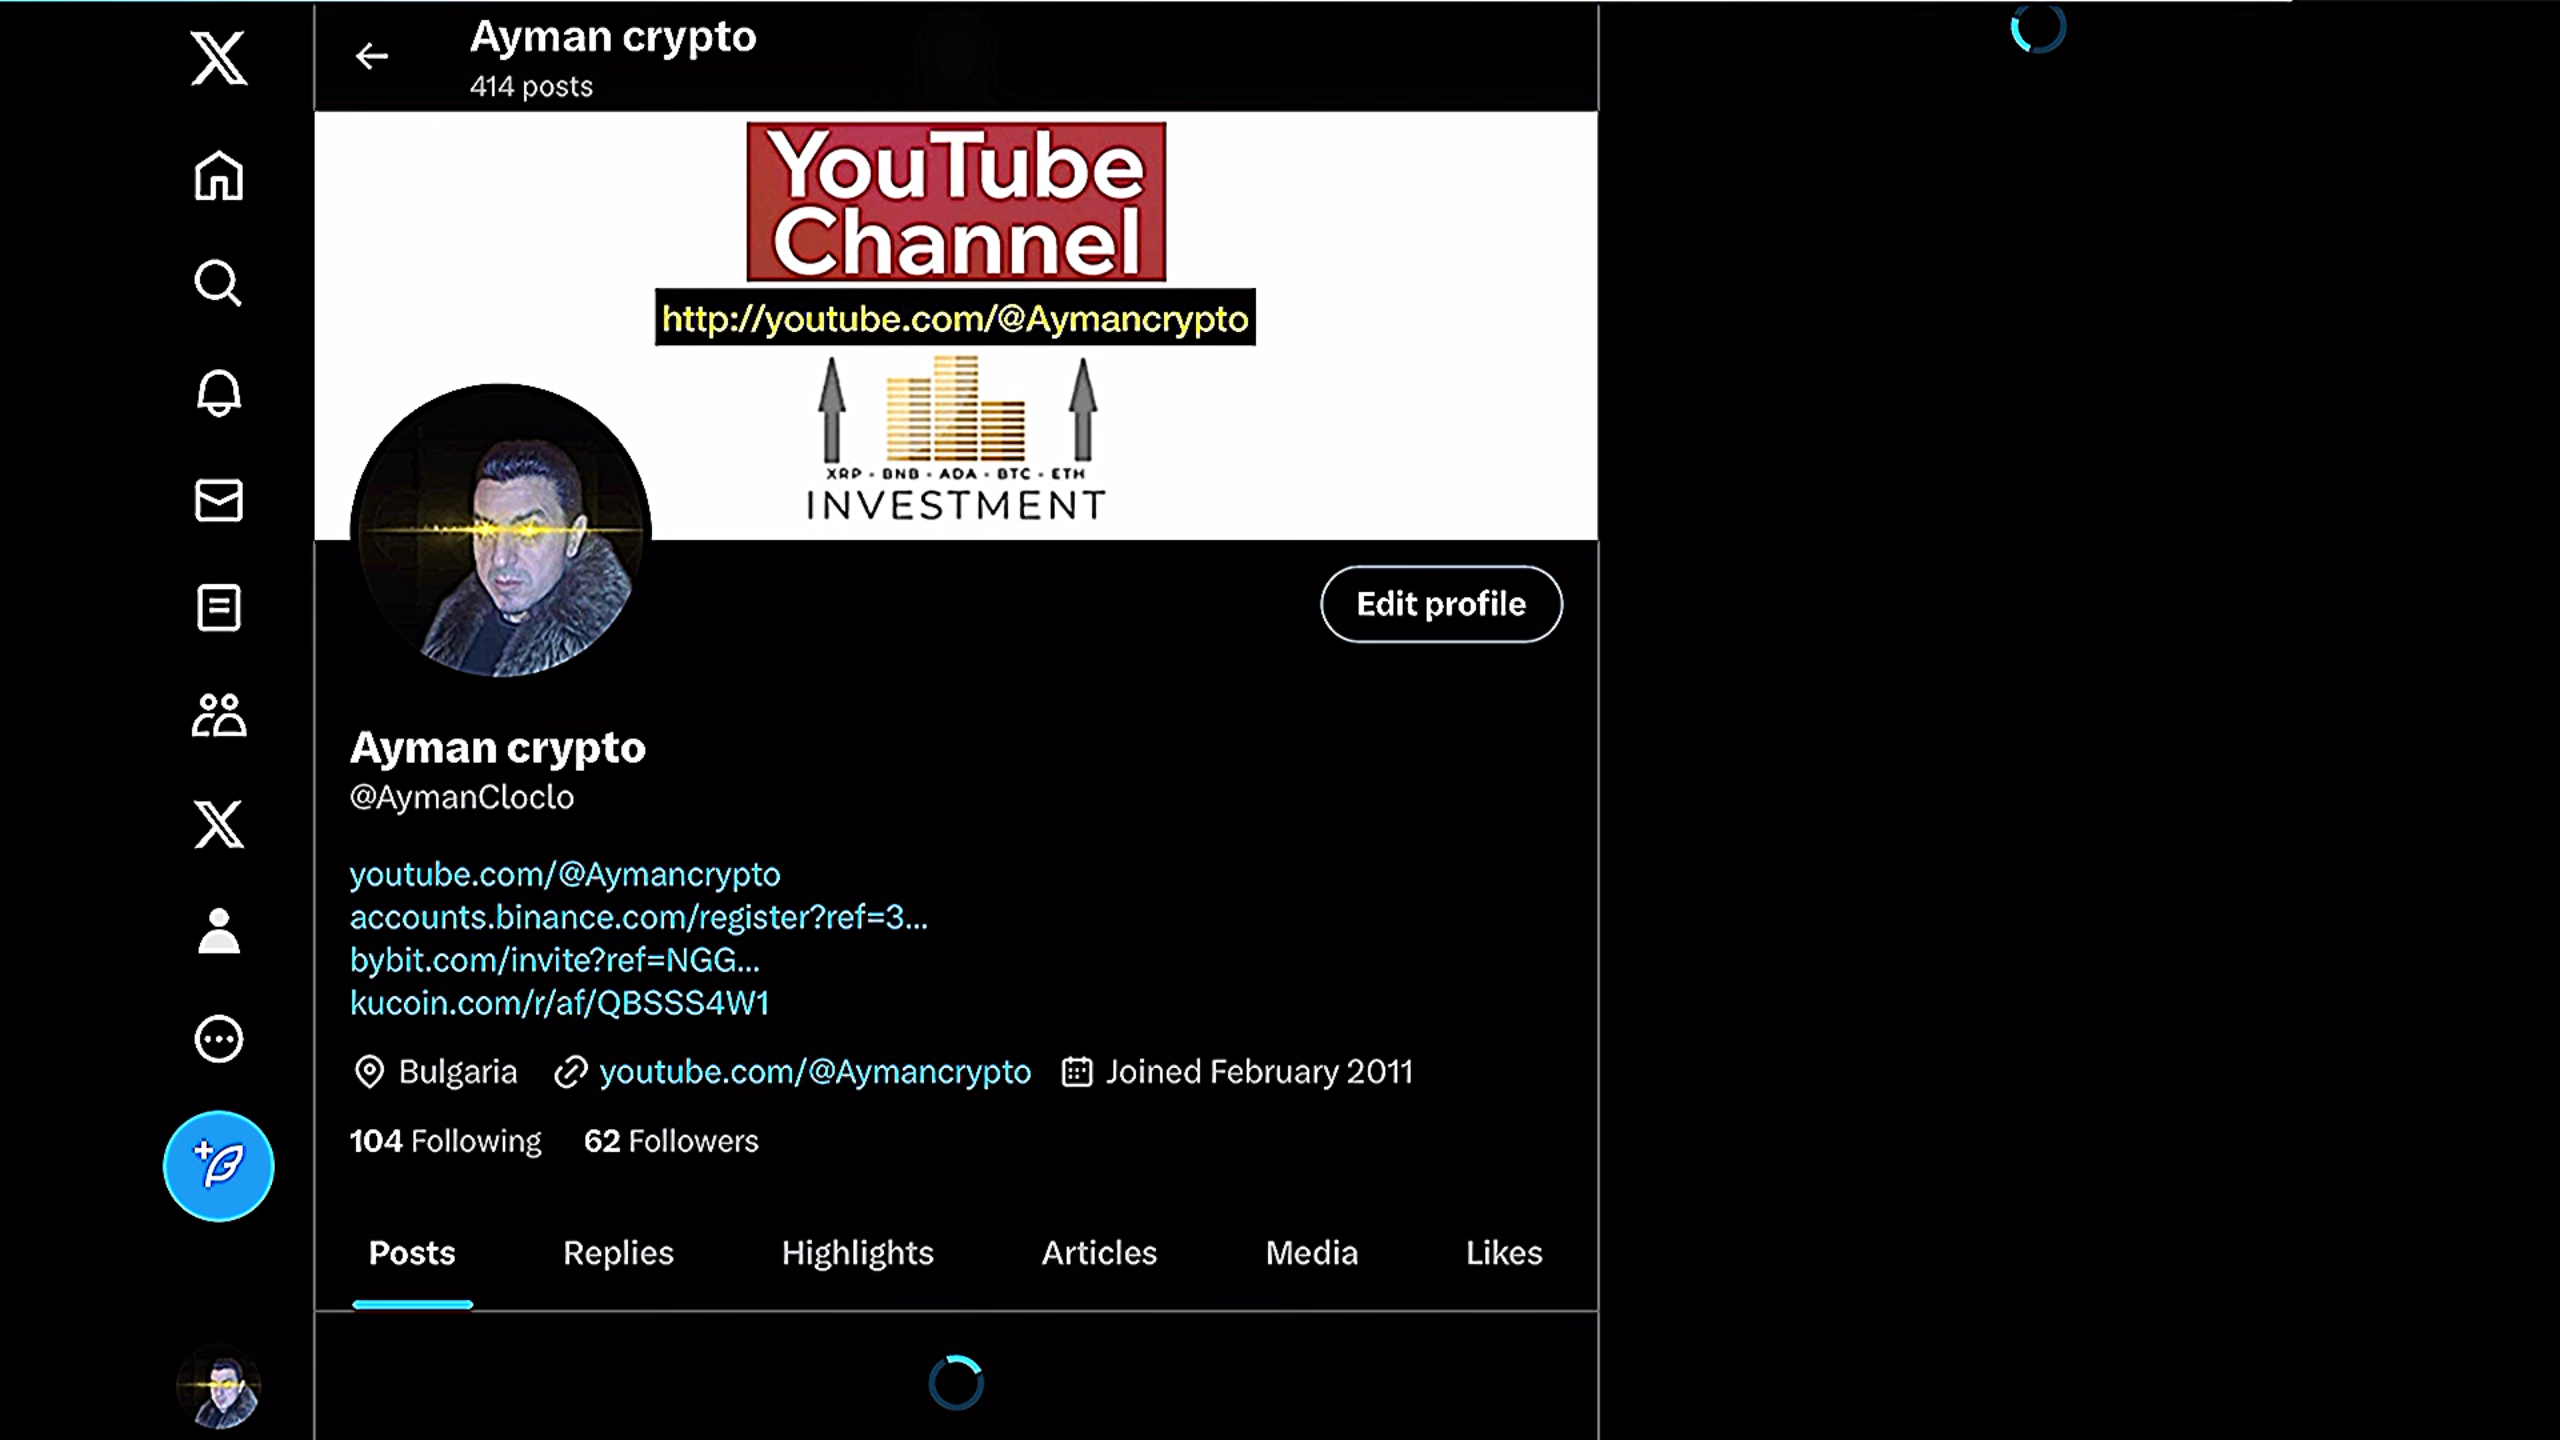 Ayman crypto
414 posts
YouTube
Channel
http://youtube.com/@Aymancrypto
XRP - BNB - ADA - BTC - ETH
INVESTMENT
Edit profile
Ayman crypto
@AymanCloclo
youtube.com/@Aymancrypto
accounts.binance.com/register?ref=3…
bybit.com/invite?ref=NGG…
kucoin.com/r/af/QBSSS4W1
Bulgaria youtube.com/@Aymancrypto Joined February 2011
104 Following 62 Followers
Posts Replies Highlights Articles Media Likes